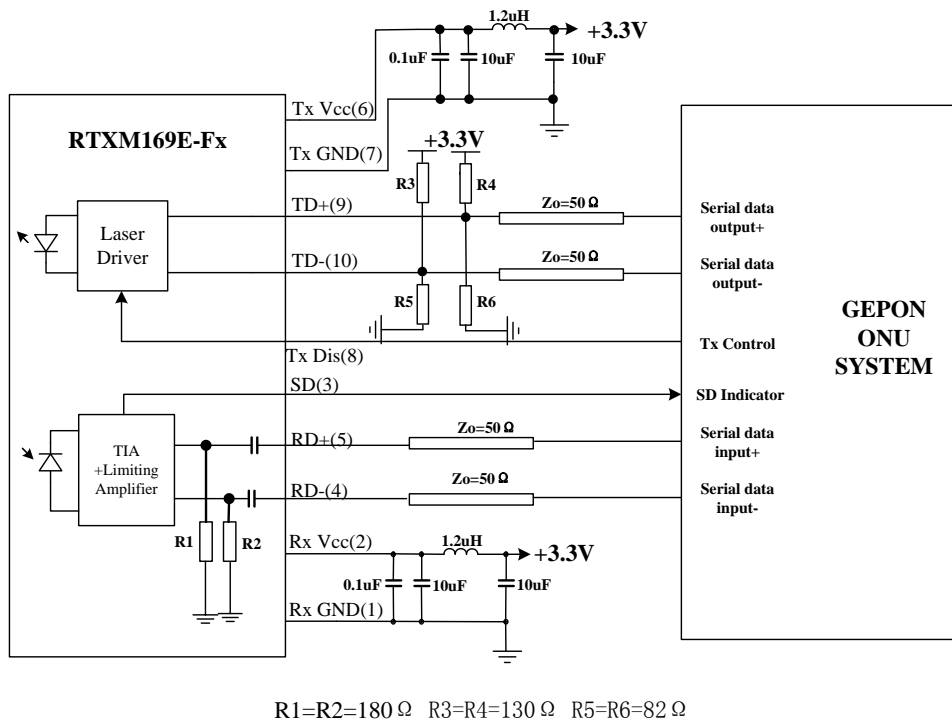 1.2uH
+3.3V
0.1uF
10uF
10uF
Tx Vcc(6)
RTXM169E-Fx
+3.3V
Tx GND(7)
R3
R4
TD+(9)
Zo=50Ω
Serial data
output+
Laser
Driver
TD-(10)
Zo=50Ω
Serial data
output-
R5
R6
GEPON
ONU
SYSTEM
Tx Control
Tx Dis(8)
SD(3)
SD Indicator
RD+(5)
Zo=50Ω
Serial data
input+
TIA
+Limiting
Amplifier
RD-(4)
Zo=50Ω
Serial data
input-
R1
R2
Rx Vcc(2)
1.2uH
+3.3V
0.1uF
10uF
10uF
Rx GND(1)
R1=R2=180Ω R3=R4=130Ω R5=R6=82Ω